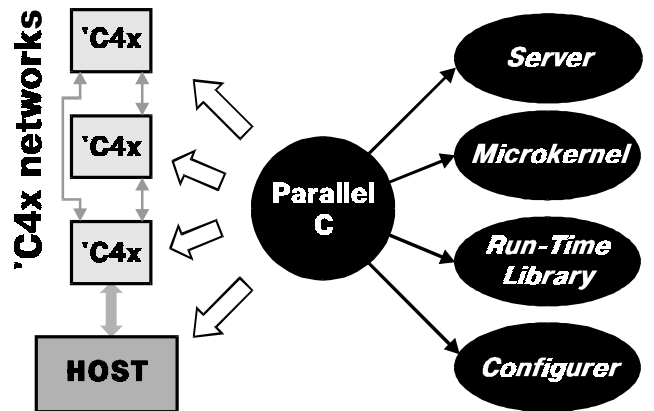 'C4x networks
'C4x
'C4x
'C4x
HOST
Parallel
C
Server
Microkernel
Run-Time
Library
Configurer